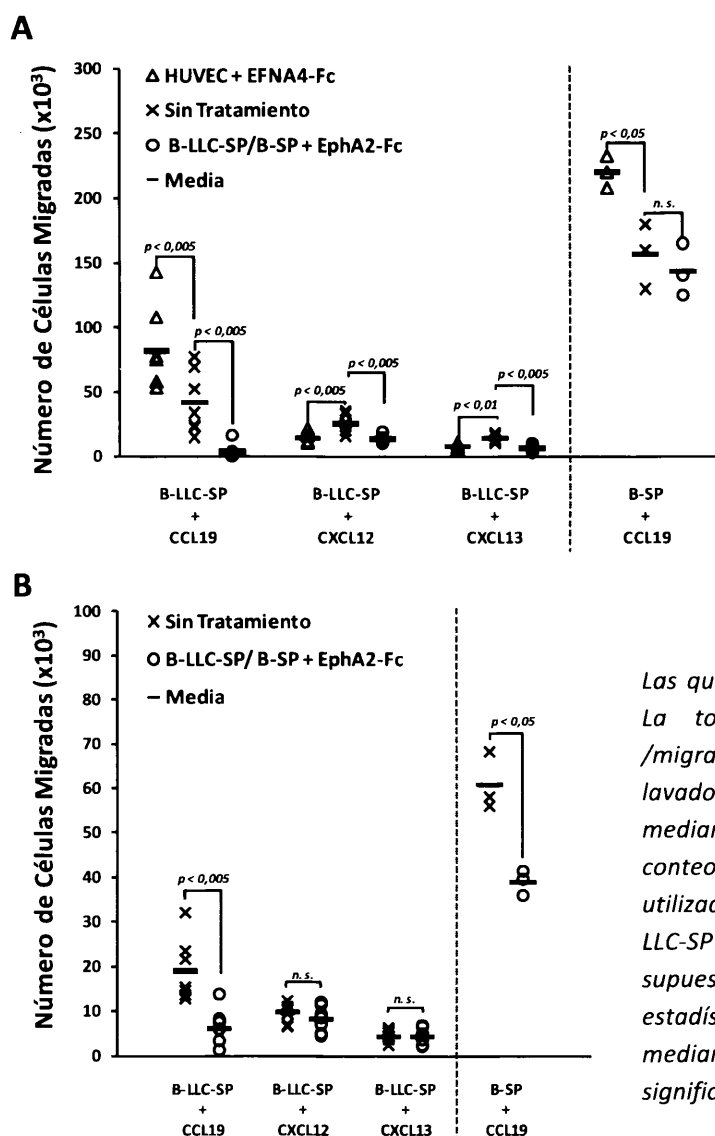 A
Número de Células Migradas (x10³)
300
250
200
150
100
50
0
HUVEC + EFNA4-Fc
Sin Tratamiento
B-LLC-SP/B-SP + EphA2-Fc
Media
p < 0,005
p < 0,005
p < 0,005
p < 0,005
p < 0,01
p < 0,005
p < 0,05
n. s.
B-LLC-SP
+
CCL19
B-LLC-SP
+
CXCL12
B-LLC-SP
+
CXCL13
B-SP
+
CCL19
B
Número de Células Migradas (x10³)
100
90
80
70
60
50
40
30
20
10
0
Sin Tratamiento
B-LLC-SP/ B-SP + EphA2-Fc
Media
p < 0,005
n. s.
n. s.
p < 0,05
B-LLC-SP
+
CCL19
B-LLC-SP
+
CXCL12
B-LLC-SP
+
CXCL13
B-SP
+
CCL19
Las qu
La to
/migra
lavado
median
conteo
utilizad
LLC-SP
supues
estadís
median
signific